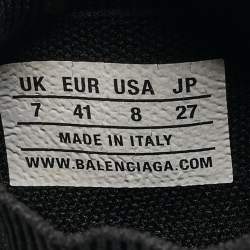 UK EUR USA JP
7 41 8 27
MADE IN ITALY
WWW.BALENCIAGA.COM